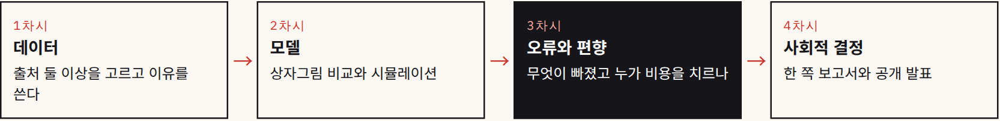 1차시
데이터
출처 둘 이상을 고르고 이유를
쓴다
→
2차시
모델
상자그림 비교와 시뮬레이션
→
3차시
오류와 편향
무엇이 빠졌고 누가 비용을 치르나
→
4차시
사회적 결정
한 쪽 보고서와 공개 발표